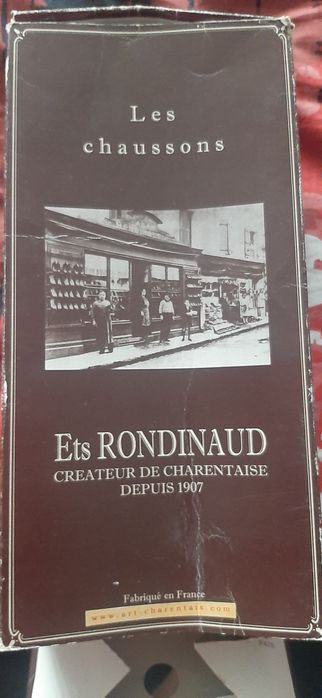 Les
chaussons
Ets RONDINAUD
CREATEUR DE CHARENTAISE
DEPUIS 1907
Fabriqué en France
www.art-charentais.com